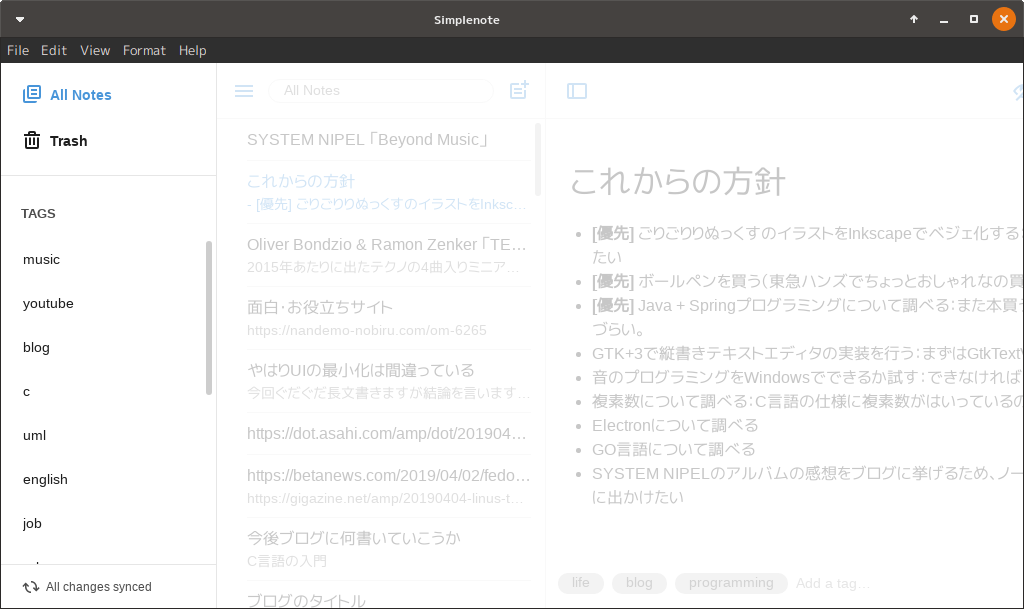 Simplenote
File Edit View Format Help
All Notes
Trash
TAGS
music
youtube
blog
c
uml
english
job
All changes synced
All Notes
SYSTEM NIPEL「Beyond Music」
これからの方針
- [優先] ごりごりりぬっくすのイラストをInksc…
Oliver Bondzio & Ramon Zenker「TE…
2015年あたりに出たテクノの4曲入りミニア…
面白・お役立ちサイト
https://nandemo-nobiru.com/om-6265
やはりUIの最小化は間違っている
今回ぐだぐだ長文書きますが結論を言います…
https://dot.asahi.com/amp/dot/201904…
https://betanews.com/2019/04/02/fedo…
https://gigazine.net/amp/20190404-linus-t…
今後ブログに何書いていこうか
C言語の入門
ブログのタイトル
これからの方針
• [優先] ごりごりりぬっくすのイラストをInkscapeでベジェ化する
たい
• [優先] ボールペンを買う（東急ハンズでちょっとおしゃれなの買
• [優先] Java + Springプログラミングについて調べる：また本買
づらい。
• GTK+3で縦書きテキストエディタの実装を行う：まずはGtkText
• 音のプログラミングをWindowsでできるか試す：できなければ
• 複素数について調べる：C言語の仕様に複素数がはいっているの
• Electronについて調べる
• GO言語について調べる
• SYSTEM NIPELのアルバムの感想をブログに挙げるため、ノー
に出かけたい
life blog programming Add a tag…